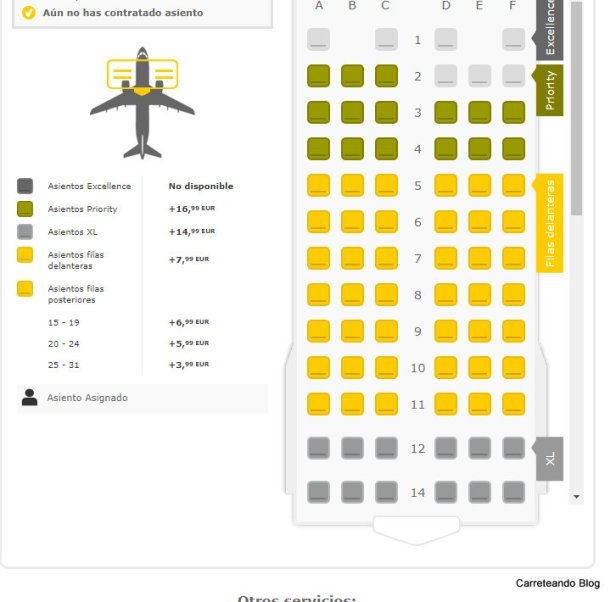 Aún no has contratado asiento
A B C D E F
1
Excellence
2
Priority
3
4
5
Filas delanteras
6
7
8
9
10
11
12
XL
14
Asientos Excellence No disponible
Asientos Priority +16,99 EUR
Asientos XL +14,99 EUR
Asientos filas
delanteras
+7,99 EUR
Asientos filas
posteriores
15 - 19 +6,99 EUR
20 - 24 +5,99 EUR
25 - 31 +3,99 EUR
Asiento Asignado
Carreteando Blog
Otros servicios: